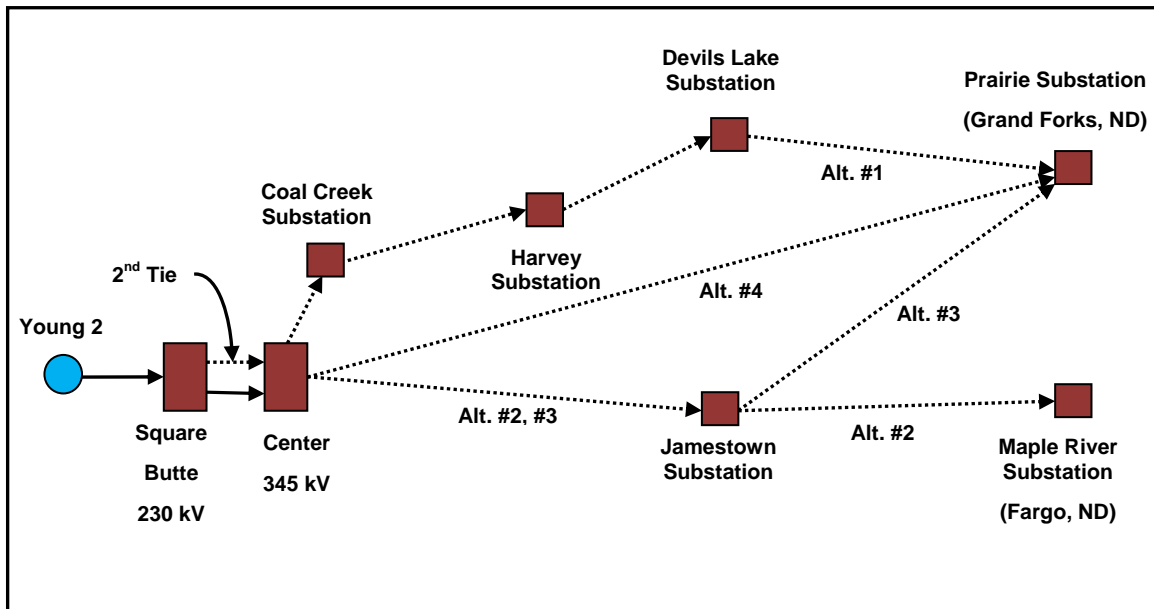 Devils Lake
Substation
Prairie Substation
(Grand Forks, ND)
Alt. #1
Coal Creek
Substation
Harvey
Substation
2nd Tie
Alt. #4
Alt. #3
Young 2
Alt. #2, #3
Alt. #2
Square
Butte
230 kV
Center
345 kV
Jamestown
Substation
Maple River
Substation
(Fargo, ND)